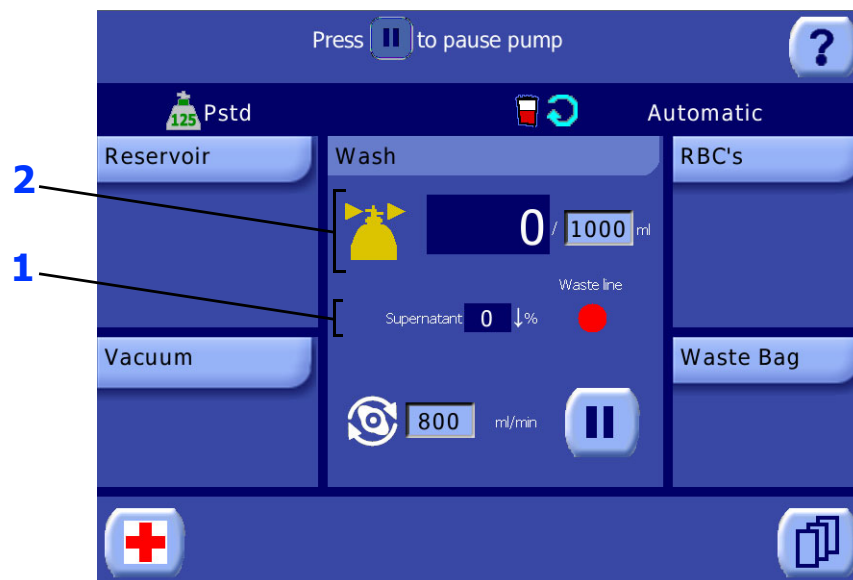 Press to pause pump
?
125 Pstd Automatic
Reservoir Wash RBC's
2
0 / 1000 ml
1
Waste line
Supernatant 0 ↓%
Vacuum Waste Bag
800 ml/min